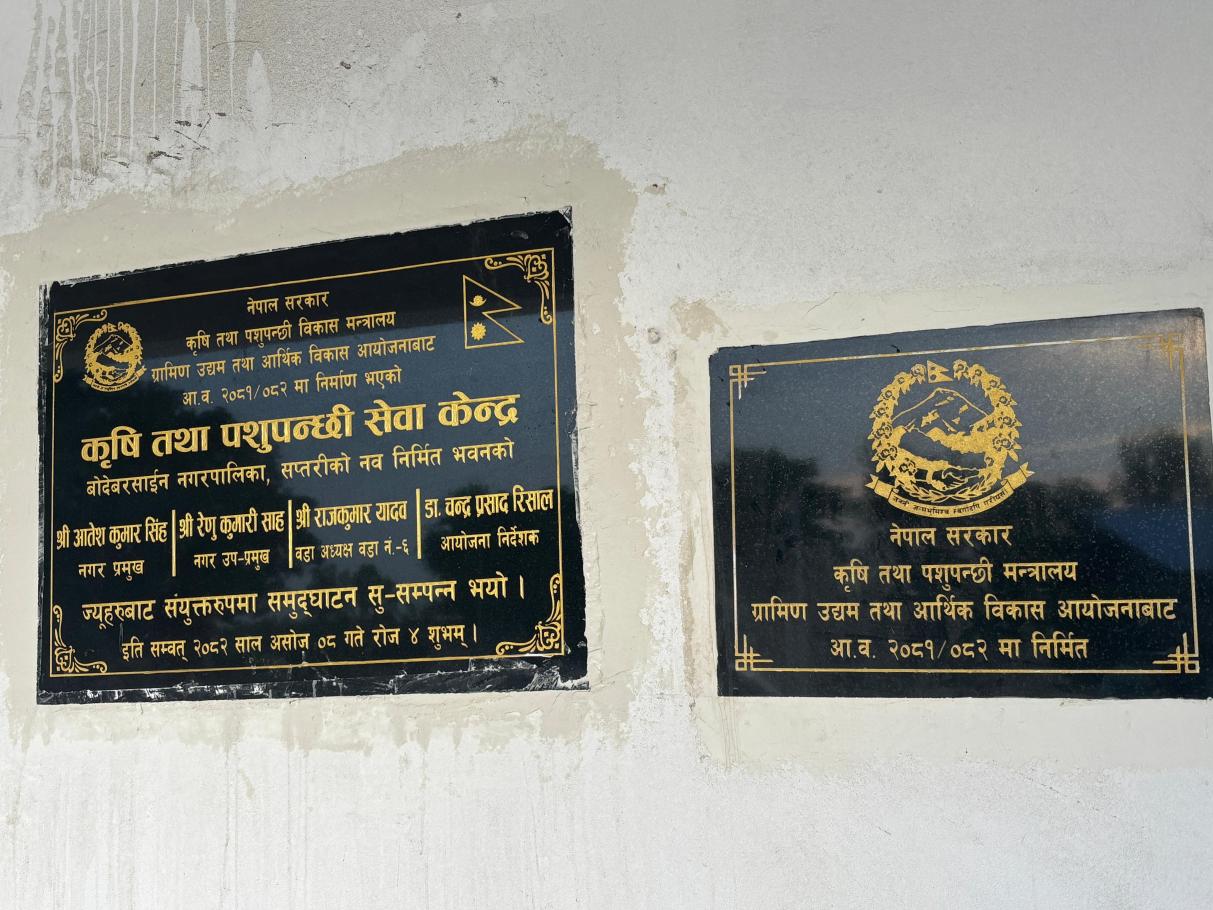 नेपाल सरकार
कृषि तथा पशुपन्छी विकास मन्त्रालय
ग्रामिण उद्यम तथा आर्थिक विकास आयोजनाबाट
आ.व. २०८१/०८२ मा निर्माण भएको
कृषि तथा पशुपन्छी सेवा केन्द्र
बोदेबरसाईन नगरपालिका, सप्तरीको नव निर्मित भवनको
श्री आतेश कुमार सिंह
नगर प्रमुख
श्री रेणु कुमारी साह
नगर उप-प्रमुख
श्री राजकुमार यादव
वडा अध्यक्ष वडा नं.-६
डा. चन्द्र प्रसाद रिसाल
आयोजना निर्देशक
ज्यूहरुबाट संयुक्तरुपमा समुद्घाटन सु-सम्पन्न भयो ।
इति सम्वत् २०८२ साल असोज ०८ गते रोज ४ शुभम् ।
नेपाल सरकार
कृषि तथा पशुपन्छी मन्त्रालय
ग्रामिण उद्यम तथा आर्थिक विकास आयोजनाबाट
आ.व. २०८१/०८२ मा निर्मित